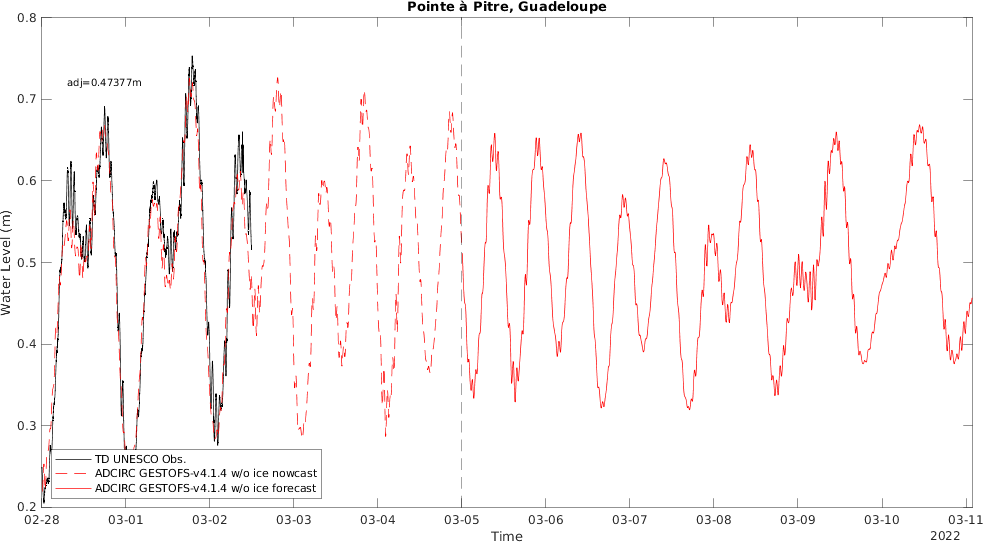 Pointe à Pitre, Guadeloupe
adj=0.47377m
Water Level (m)
0.8
0.7
0.6
0.5
0.4
0.3
0.2
TD UNESCO Obs.
ADCIRC GESTOFS-v4.1.4 w/o ice nowcast
ADCIRC GESTOFS-v4.1.4 w/o ice forecast
02-28 03-01 03-02 03-03 03-04 03-05 03-06 03-07 03-08 03-09 03-10 03-11
Time
2022